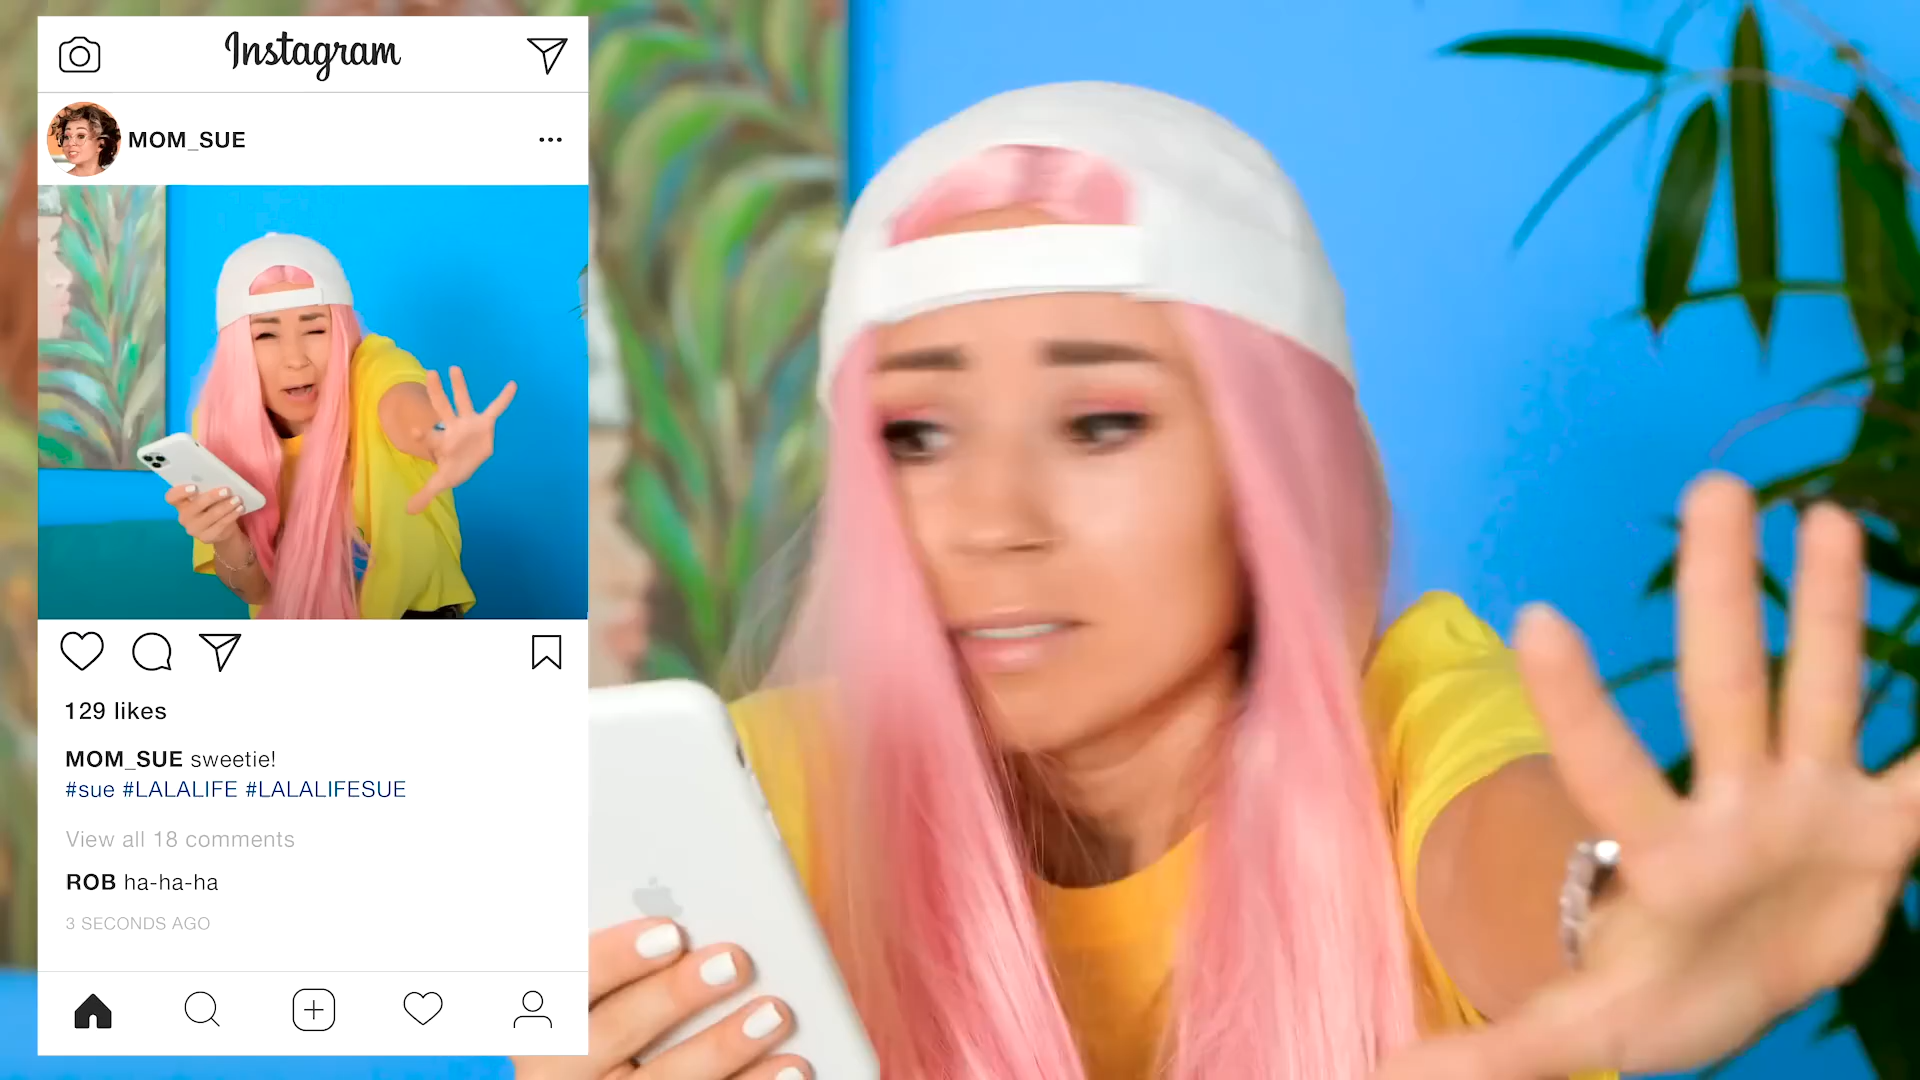 Instagram
MOM_SUE
129 likes
MOM_SUE sweetie!
#sue #LALALIFE #LALALIFESUE
View all 18 comments
ROB ha-ha-ha
3 SECONDS AGO